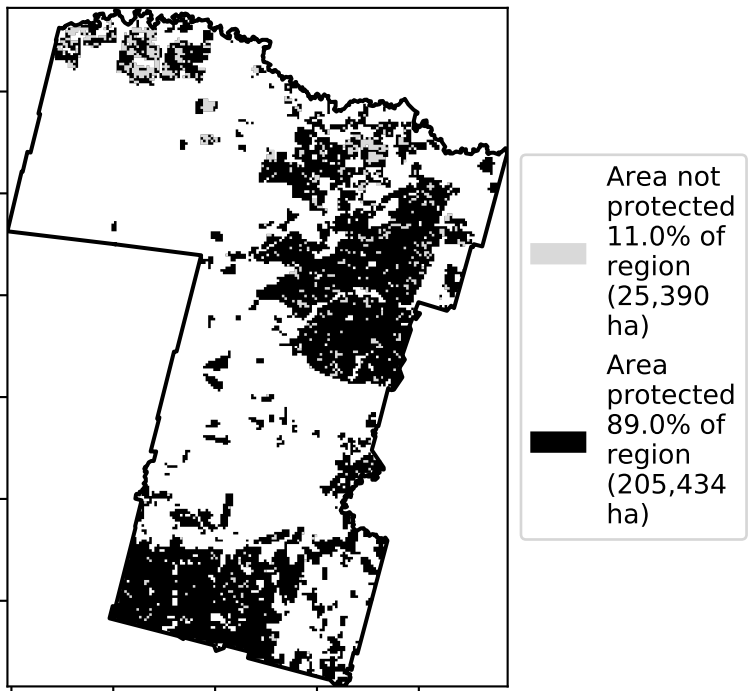 Area not
protected
11.0% of
region
(25,390
ha)
Area
protected
89.0% of
region
(205,434
ha)